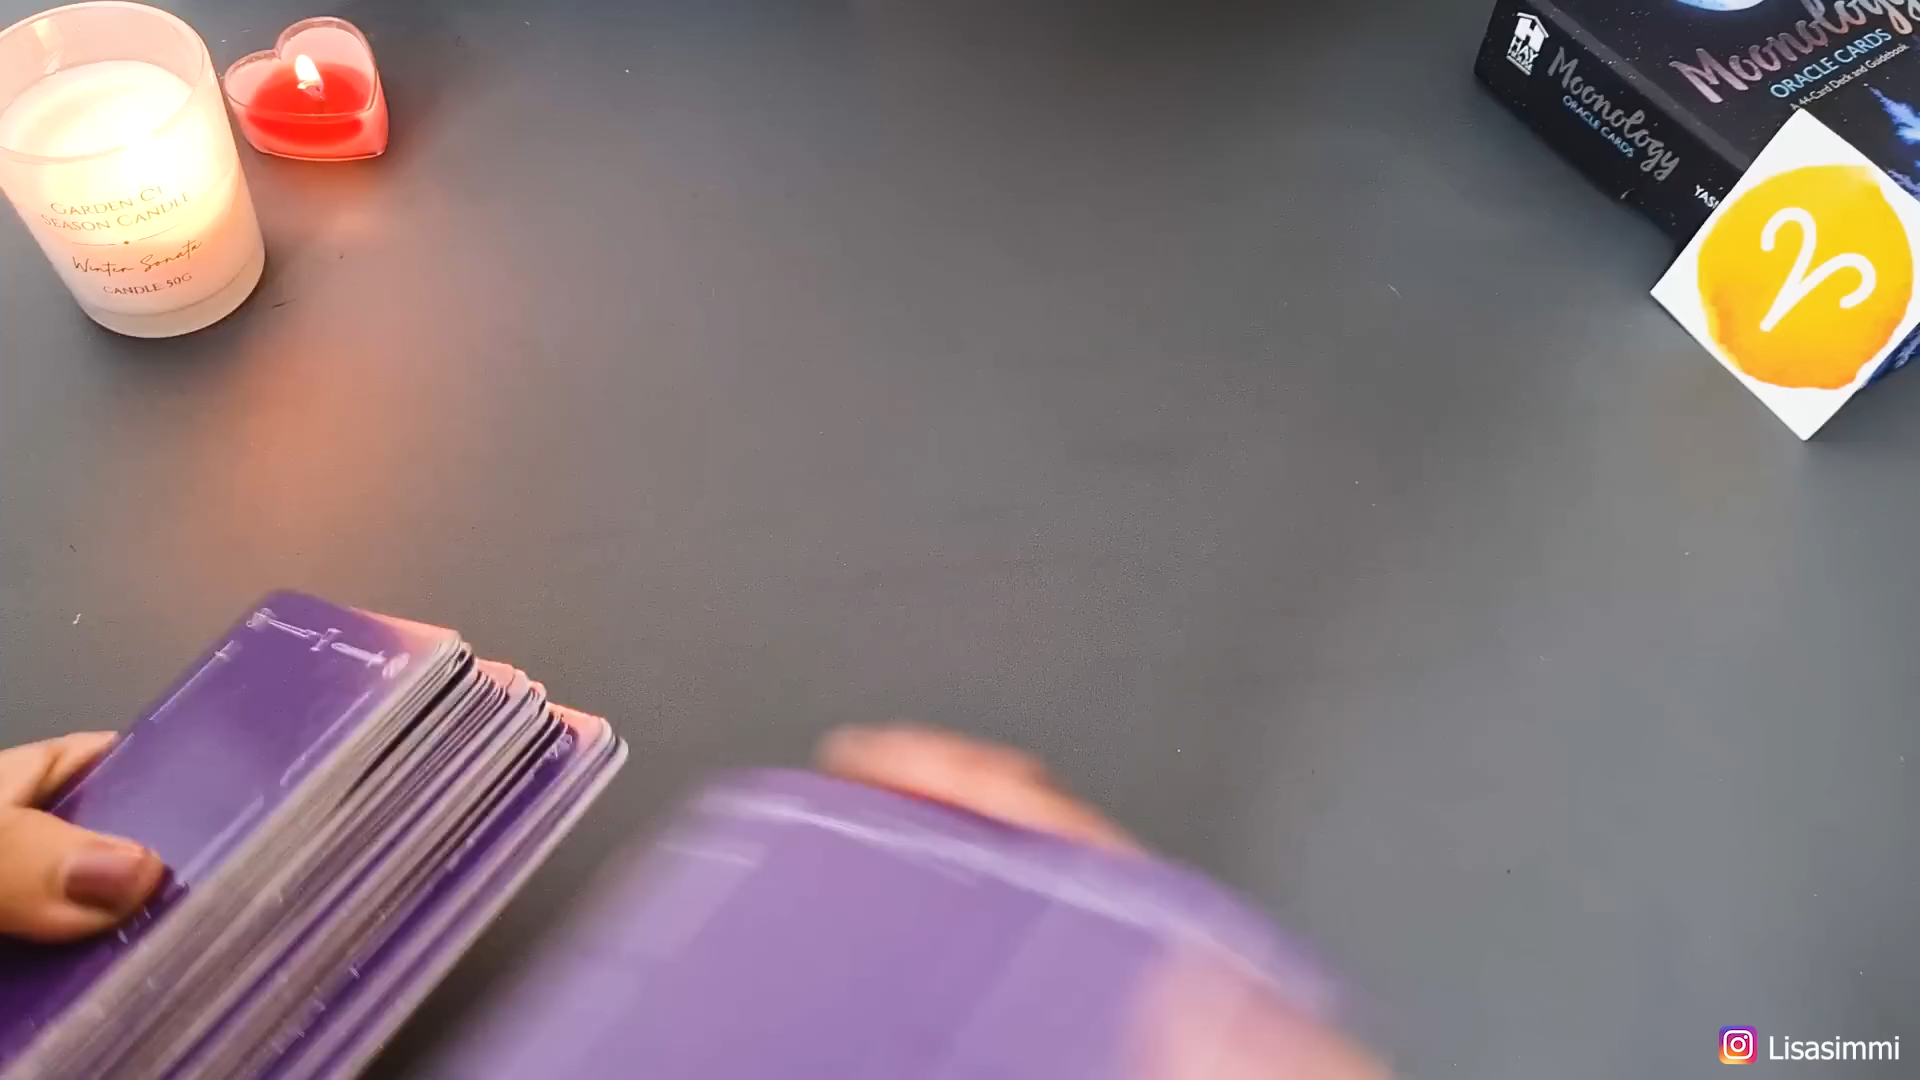 GARDEN
SEASON CANDLE
Winter Sonata
CANDLE 50G
HAY
Moonology
ORACLE CARDS
Moonology
ORACLE CARDS
A 44-Card Deck and Guidebook
Lisasimmi